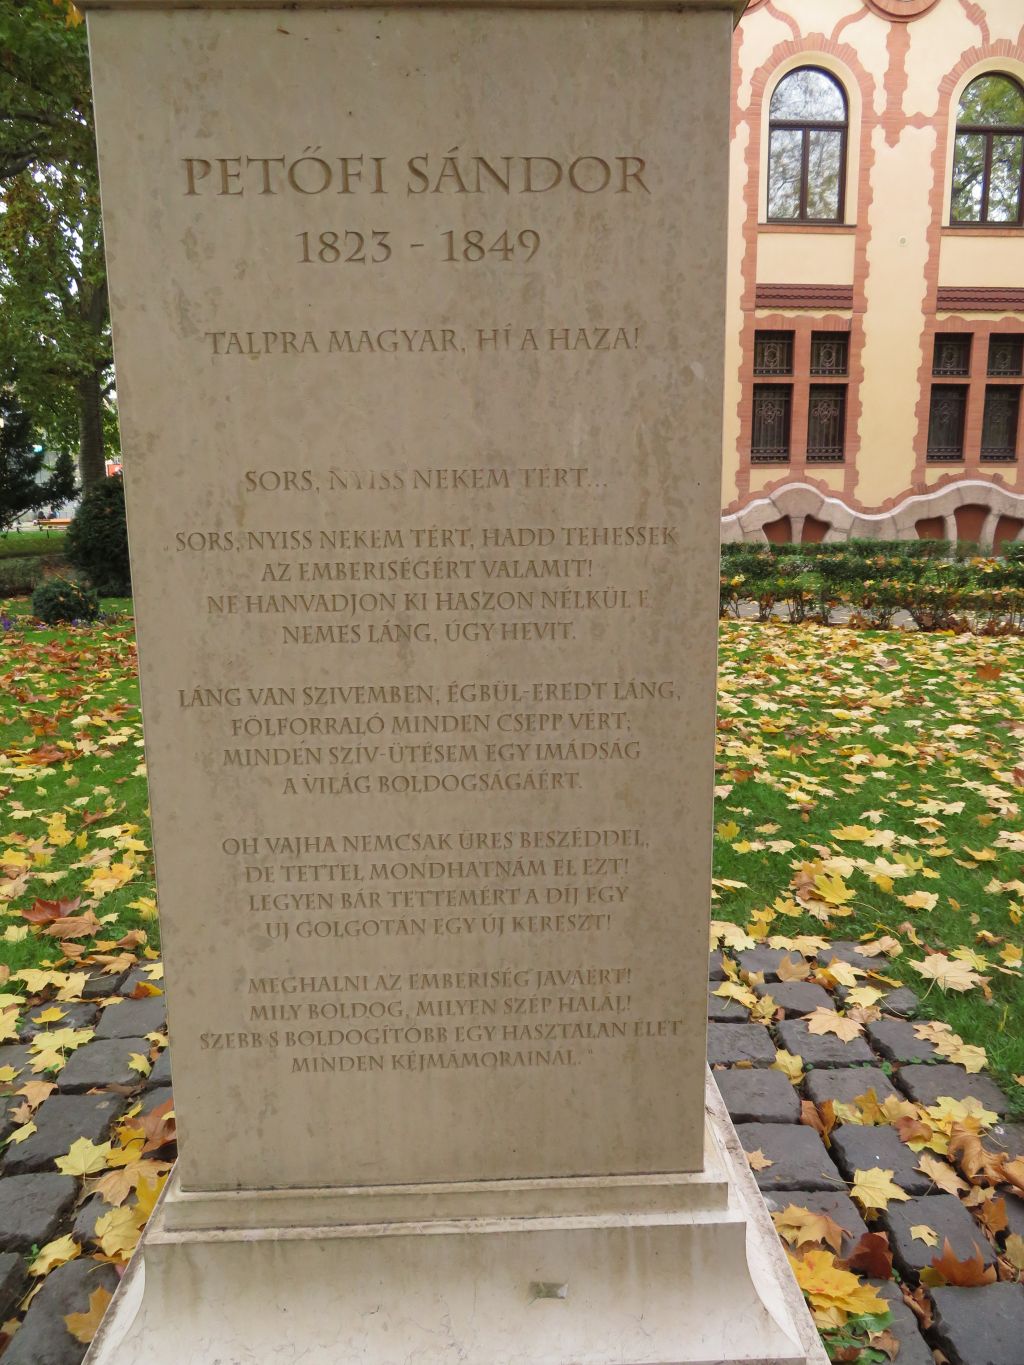 PETŐFI SÁNDOR
1823 - 1849
TALPRA MAGYAR, HÍ A HAZA!
SORS, NYISS NEKEM TÉRT...
SORS, NYISS NEKEM TÉRT, HADD TEHESSEK
AZ EMBERISÉGÉRT VALAMIT!
NE HANVADJON KI HASZON NÉLKÜL E
NEMES LÁNG, ÚGY HEVIT.
LÁNG VAN SZIVEMBEN, ÉGBÜL-EREDT LÁNG,
FÖLFORRALÓ MINDEN CSEPP VÉRT;
MINDÉN SZÍV-ÜTÉSEM EGY IMÁDSÁG
A VILÁG BOLDOGSÁGÁÉRT.
OH VAJHA NEMCSAK ÜRES BESZÉDDEL,
DE TETTEL MONDHATNÁM EL EZT!
LEGYEN BÁR TETTEMÉRT A DÍJ EGY
UJ GOLGOTÁN EGY ÚJ KERESZT!
MEGHALNI AZ EMBERISÉG JAVÁÉRT!
MILY BOLDOG, MILYEN SZÉP HALÁL!
SZEBB S BOLDOGÍTÓBB EGY HASZTALAN ÉLET
MINDEN KÉJMÁMORAINÁL."